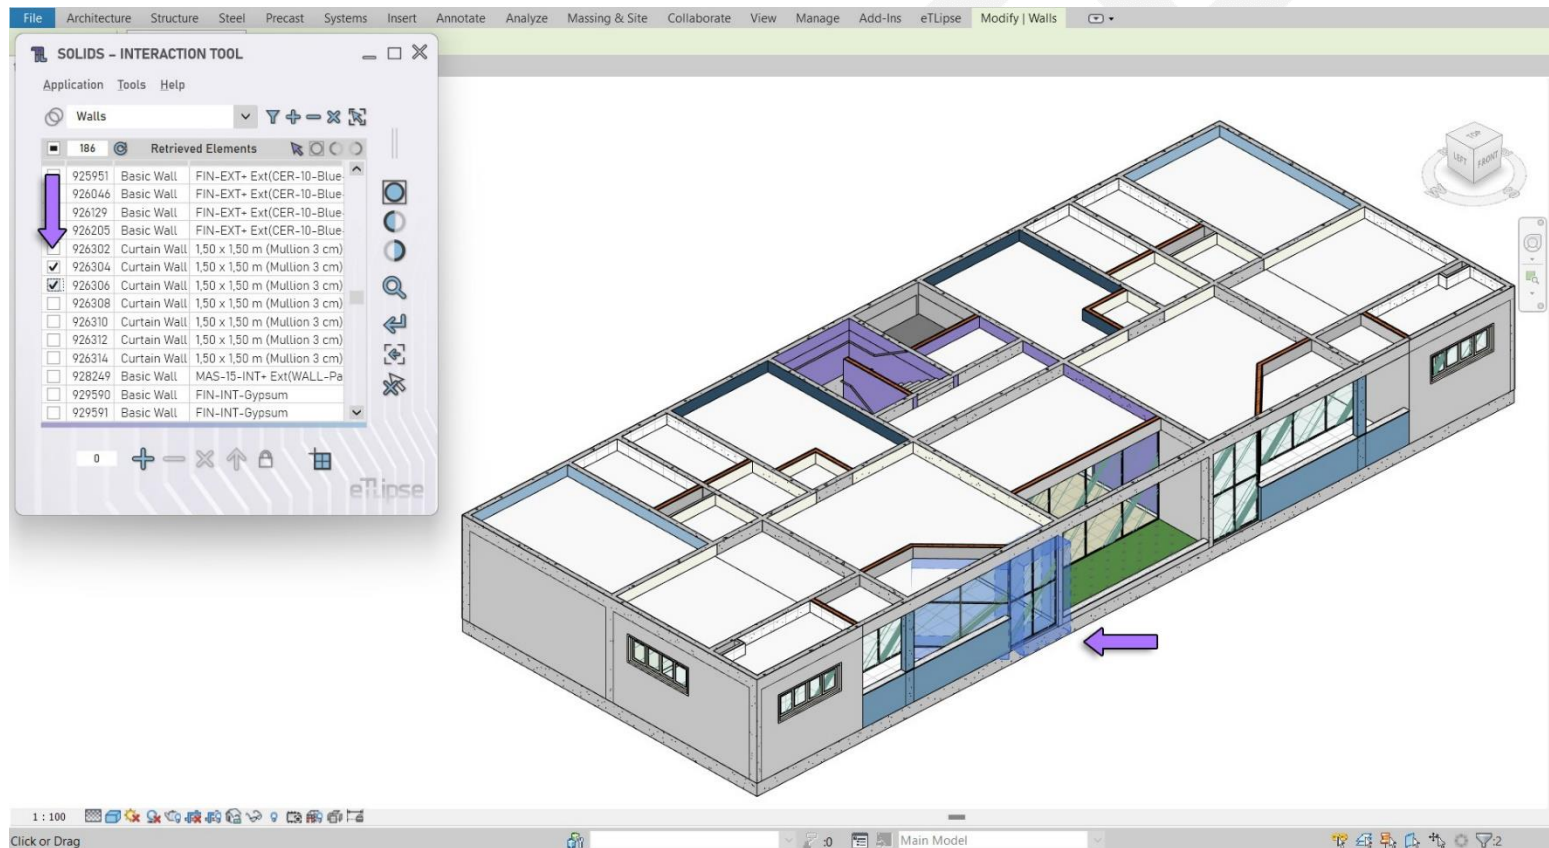 File Architecture Structure Steel Precast Systems Insert Annotate Analyze Massing & Site Collaborate View Manage Add-Ins eTLipse Modify | Walls
SOLIDS – INTERACTION TOOL
Application Tools Help
Walls
186 Retrieved Elements
925951 Basic Wall FIN-EXT+ Ext(CER-10-Blue-
926046 Basic Wall FIN-EXT+ Ext(CER-10-Blue-
926129 Basic Wall FIN-EXT+ Ext(CER-10-Blue-
926205 Basic Wall FIN-EXT+ Ext(CER-10-Blue-
926302 Curtain Wall 1,50 x 1,50 m (Mullion 3 cm)
926304 Curtain Wall 1,50 x 1,50 m (Mullion 3 cm)
926306 Curtain Wall 1,50 x 1,50 m (Mullion 3 cm)
926308 Curtain Wall 1,50 x 1,50 m (Mullion 3 cm)
926310 Curtain Wall 1,50 x 1,50 m (Mullion 3 cm)
926312 Curtain Wall 1,50 x 1,50 m (Mullion 3 cm)
926314 Curtain Wall 1,50 x 1,50 m (Mullion 3 cm)
928249 Basic Wall MAS-15-INT+ Ext(WALL-Pa
929590 Basic Wall FIN-INT-Gypsum
929591 Basic Wall FIN-INT-Gypsum
0
eTLipse
TOP
LEFT FRONT
1 : 100
Click or Drag :0 Main Model :2